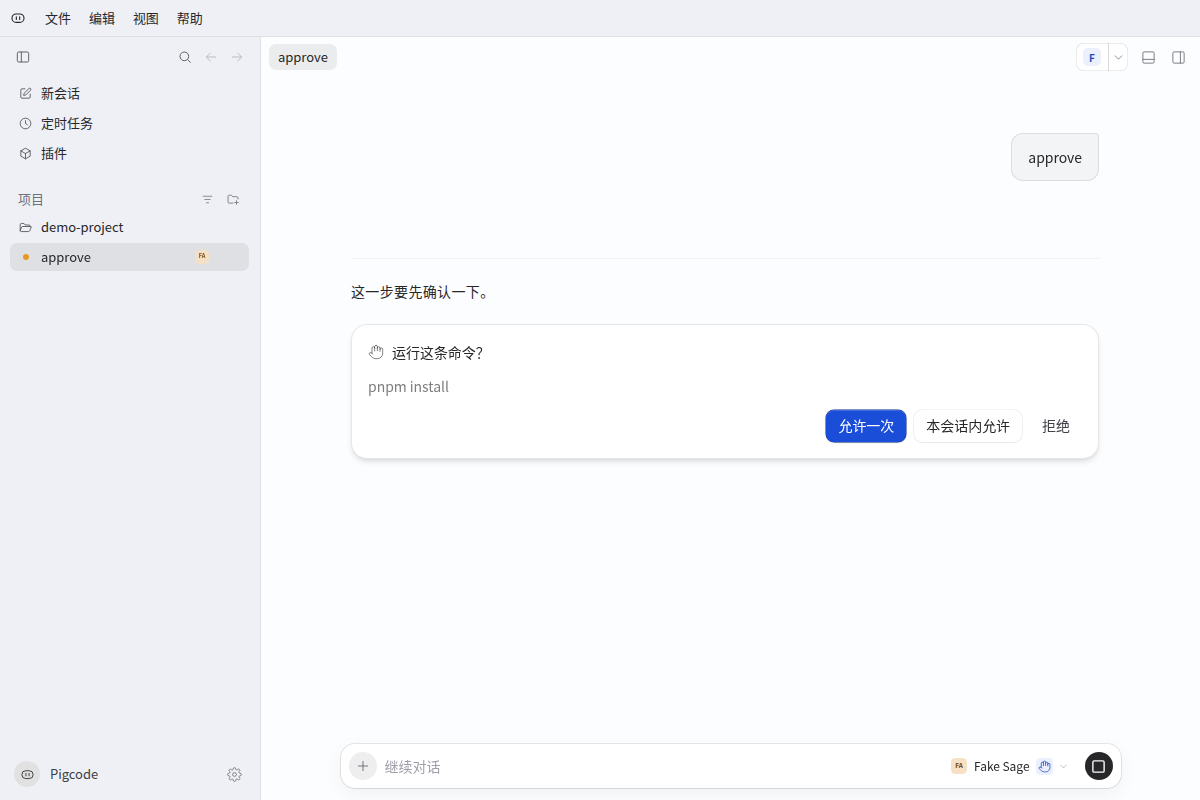 文件 编辑 视图 帮助
approve
F
新会话
定时任务
插件
项目
demo-project
approve FA
approve
这一步要先确认一下。
运行这条命令？
pnpm install
允许一次 本会话内允许 拒绝
继续对话
FA Fake Sage
Pigcode